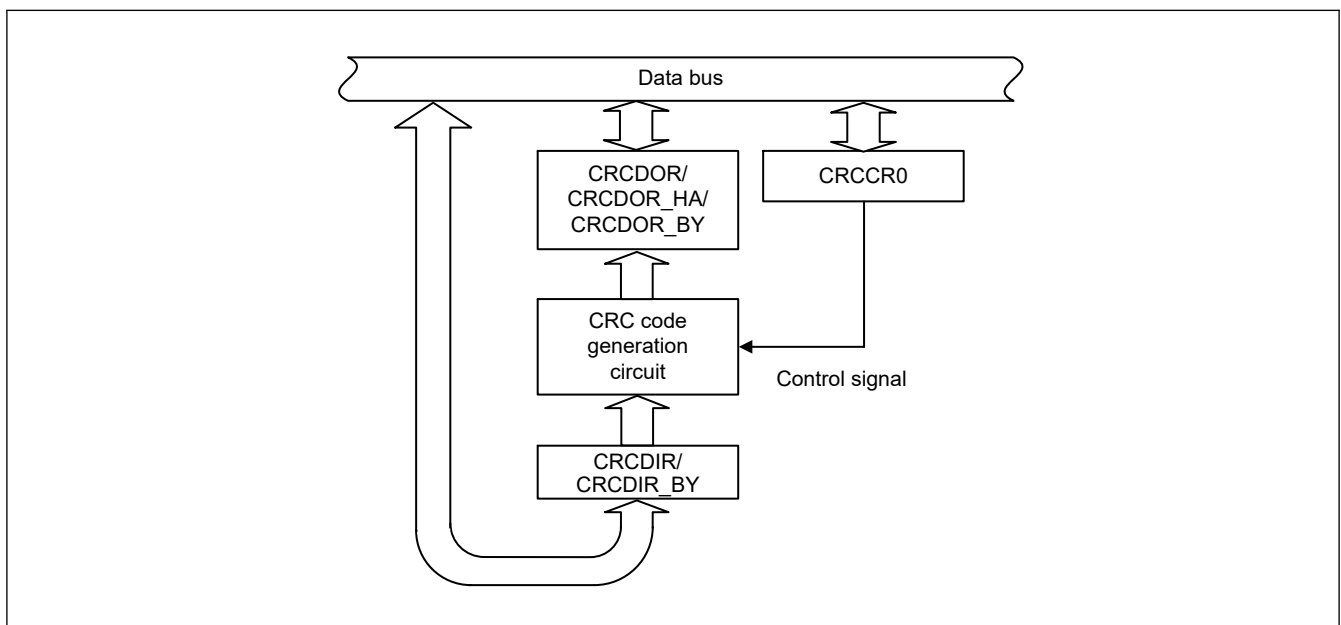 Data bus
CRCDOR/
CRCDOR_HA/
CRCDOR_BY
CRCCR0
CRC code
generation
circuit
Control signal
CRCDIR/
CRCDIR_BY